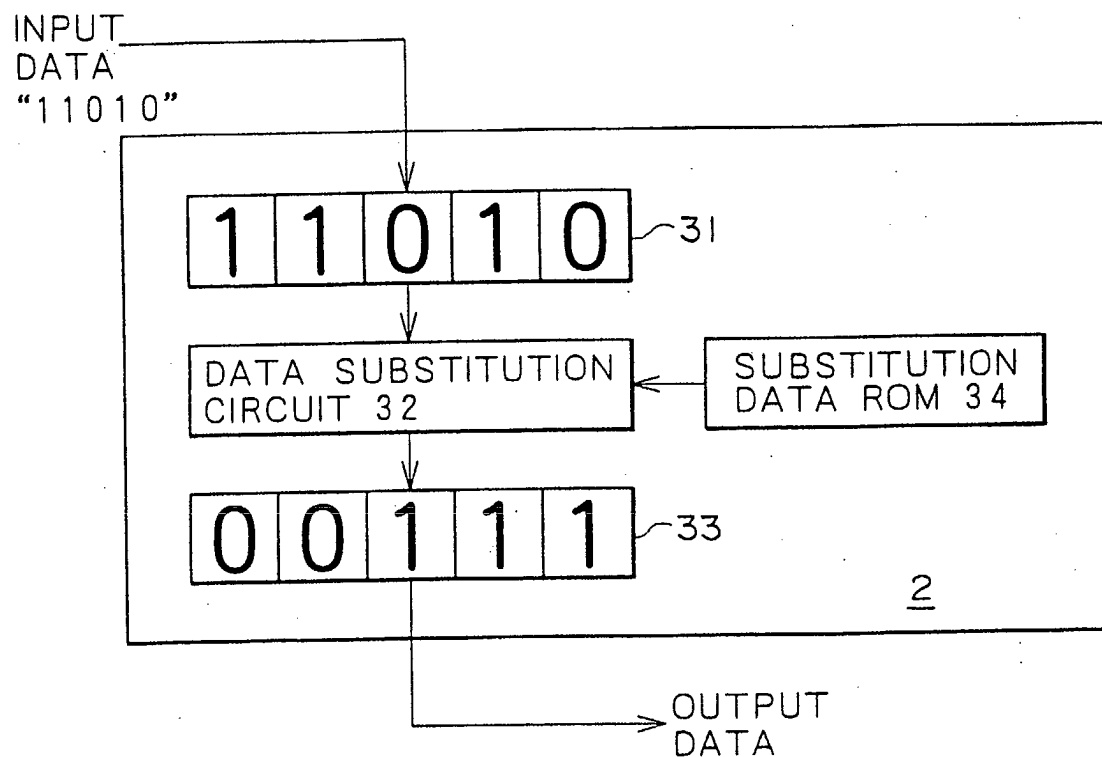 INPUT
DATA
“11010”
1 1 0 1 0
31
DATA SUBSTITUTION
CIRCUIT 32
SUBSTITUTION
DATA ROM 34
0 0 1 1 1
33
2
OUTPUT
DATA